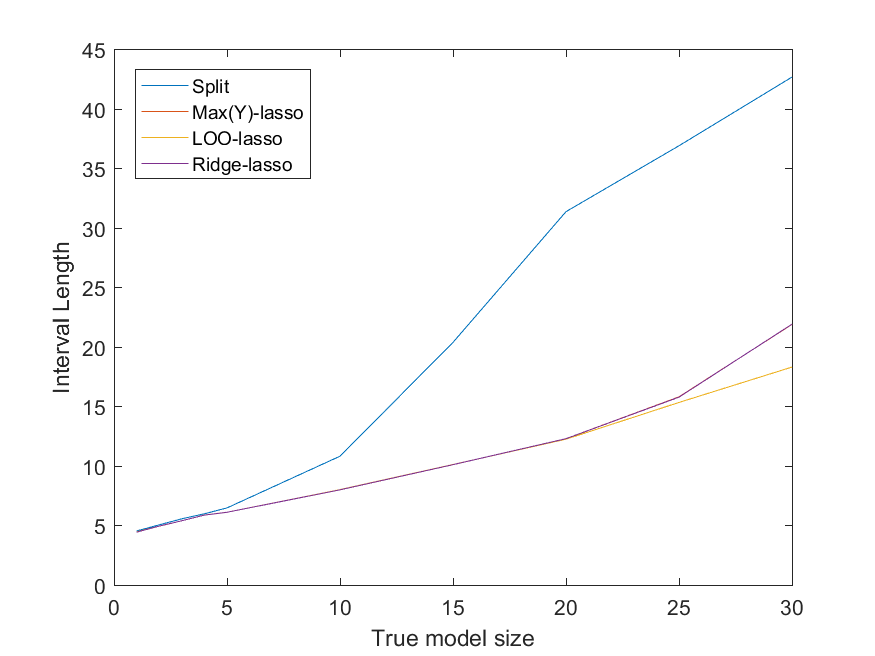 45
40
35
30
25
20
15
10
5
0
Interval Length
Split
Max(Y)-lasso
LOO-lasso
Ridge-lasso
0 5 10 15 20 25 30
True model size